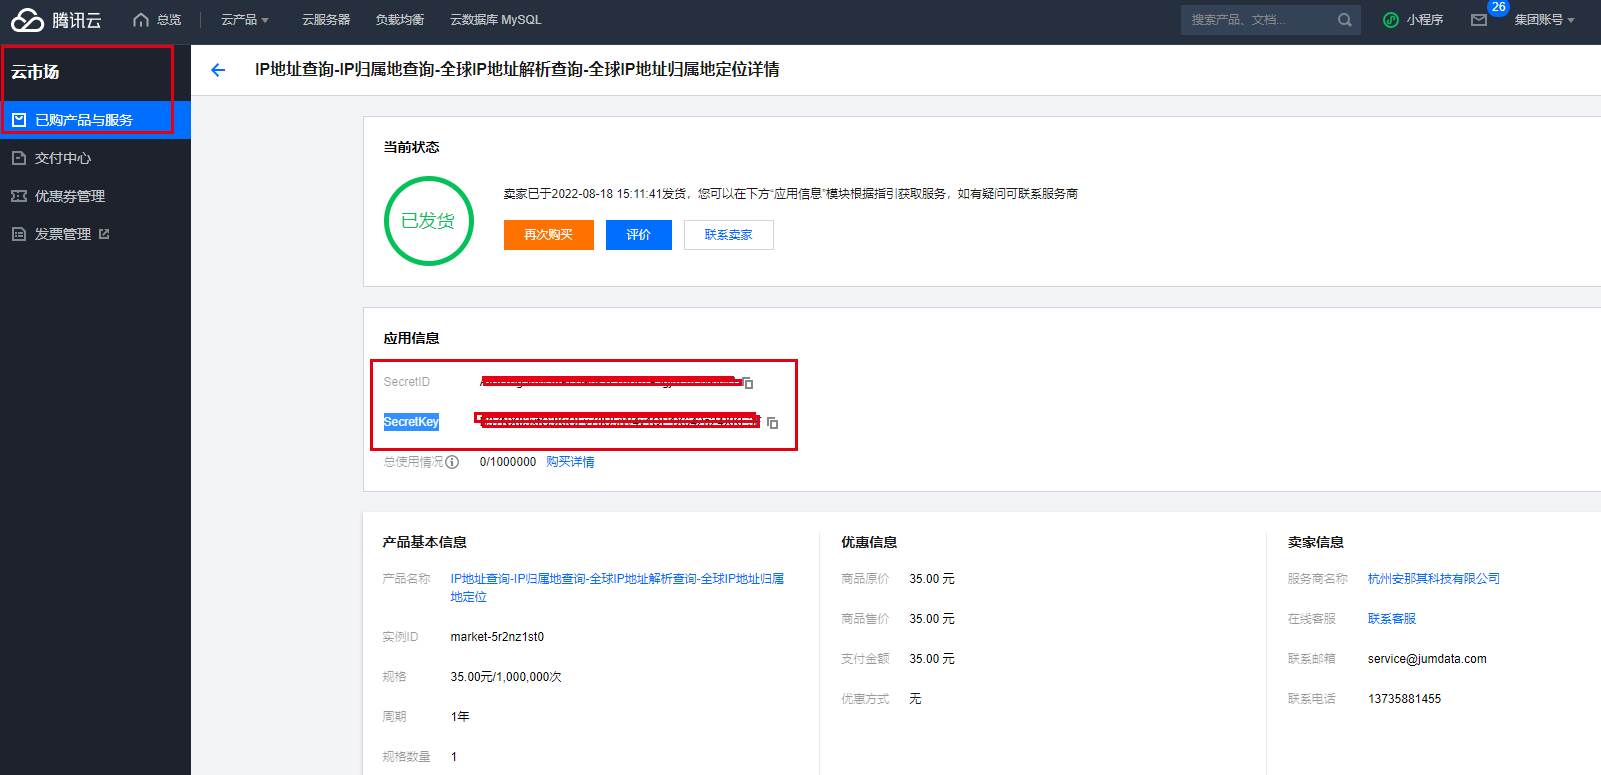 腾讯云 总览 云产品 云服务器 负载均衡 云数据库 MySQL 搜索产品、文档... 小程序 26 集团账号
云市场
已购产品与服务
交付中心
优惠券管理
发票管理
IP地址查询-IP归属地查询-全球IP地址解析查询-全球IP地址归属地定位详情
当前状态
已发货
卖家已于2022-08-18 15:11:41发货，您可以在下方“应用信息”模块根据指引获取服务，如有疑问可联系服务商
再次购买 评价 联系卖家
应用信息
SecretID
SecretKey
总使用情况 0/1000000 购买详情
产品基本信息
产品名称 IP地址查询-IP归属地查询-全球IP地址解析查询-全球IP地址归属
地定位
实例ID market-5r2nz1st0
规格 35.00元/1,000,000次
周期 1年
规格数量 1
优惠信息
商品原价 35.00 元
商品售价 35.00 元
支付金额 35.00 元
优惠方式 无
卖家信息
服务商名称 杭州安那其科技有限公司
在线客服 联系客服
联系邮箱 service@jumdata.com
联系电话 13735881455